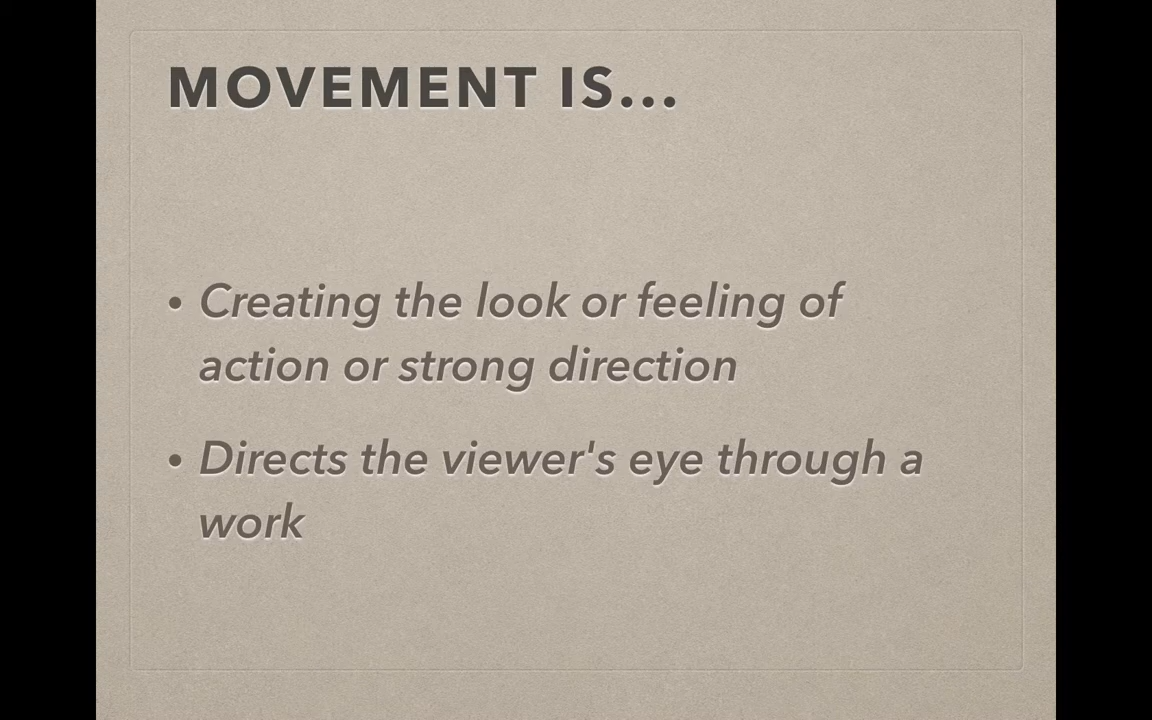 MOVEMENT IS...
• Creating the look or feeling of
action or strong direction
• Directs the viewer's eye through a
work